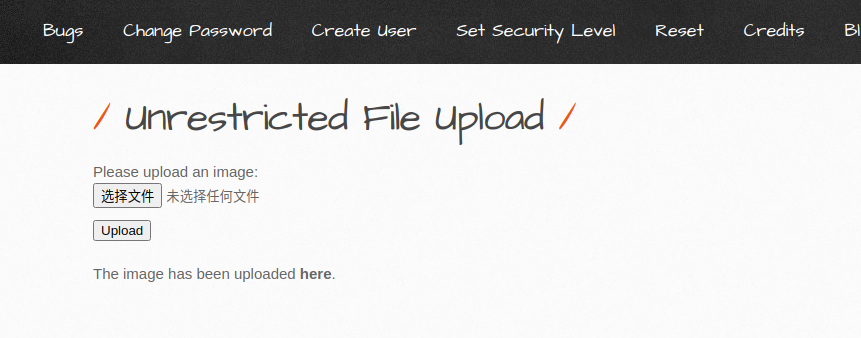 Bugs Change Password Create User Set Security Level Reset Credits Bl
/ Unrestricted File Upload /
Please upload an image:
选择文件 未选择任何文件
Upload
The image has been uploaded here.